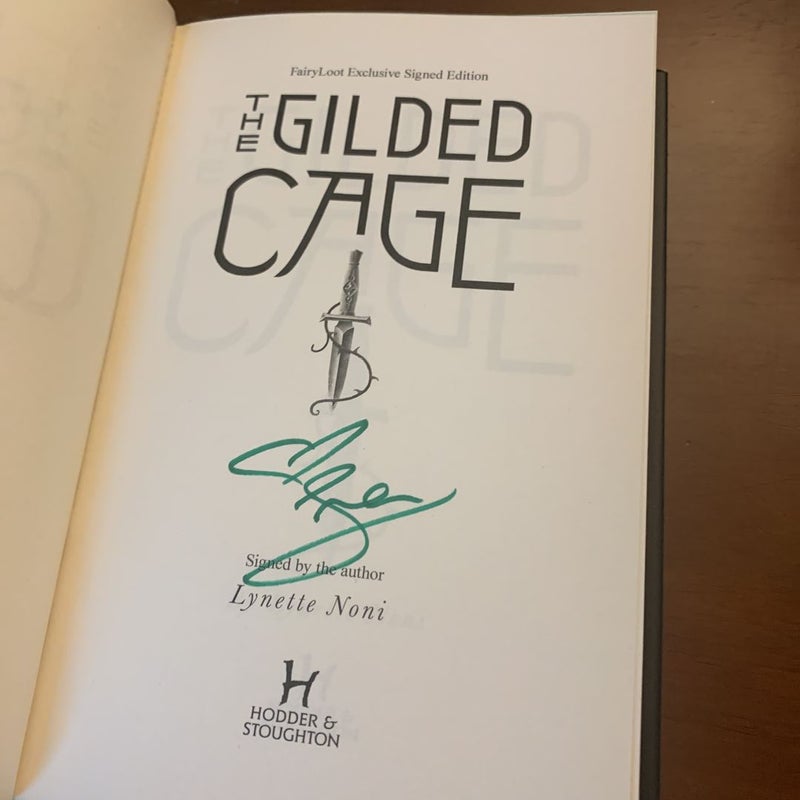 FairyLoot Exclusive Signed Edition
THE GILDED
CAGE
Signed by the author
Lynette Noni
H
HODDER &
STOUGHTON